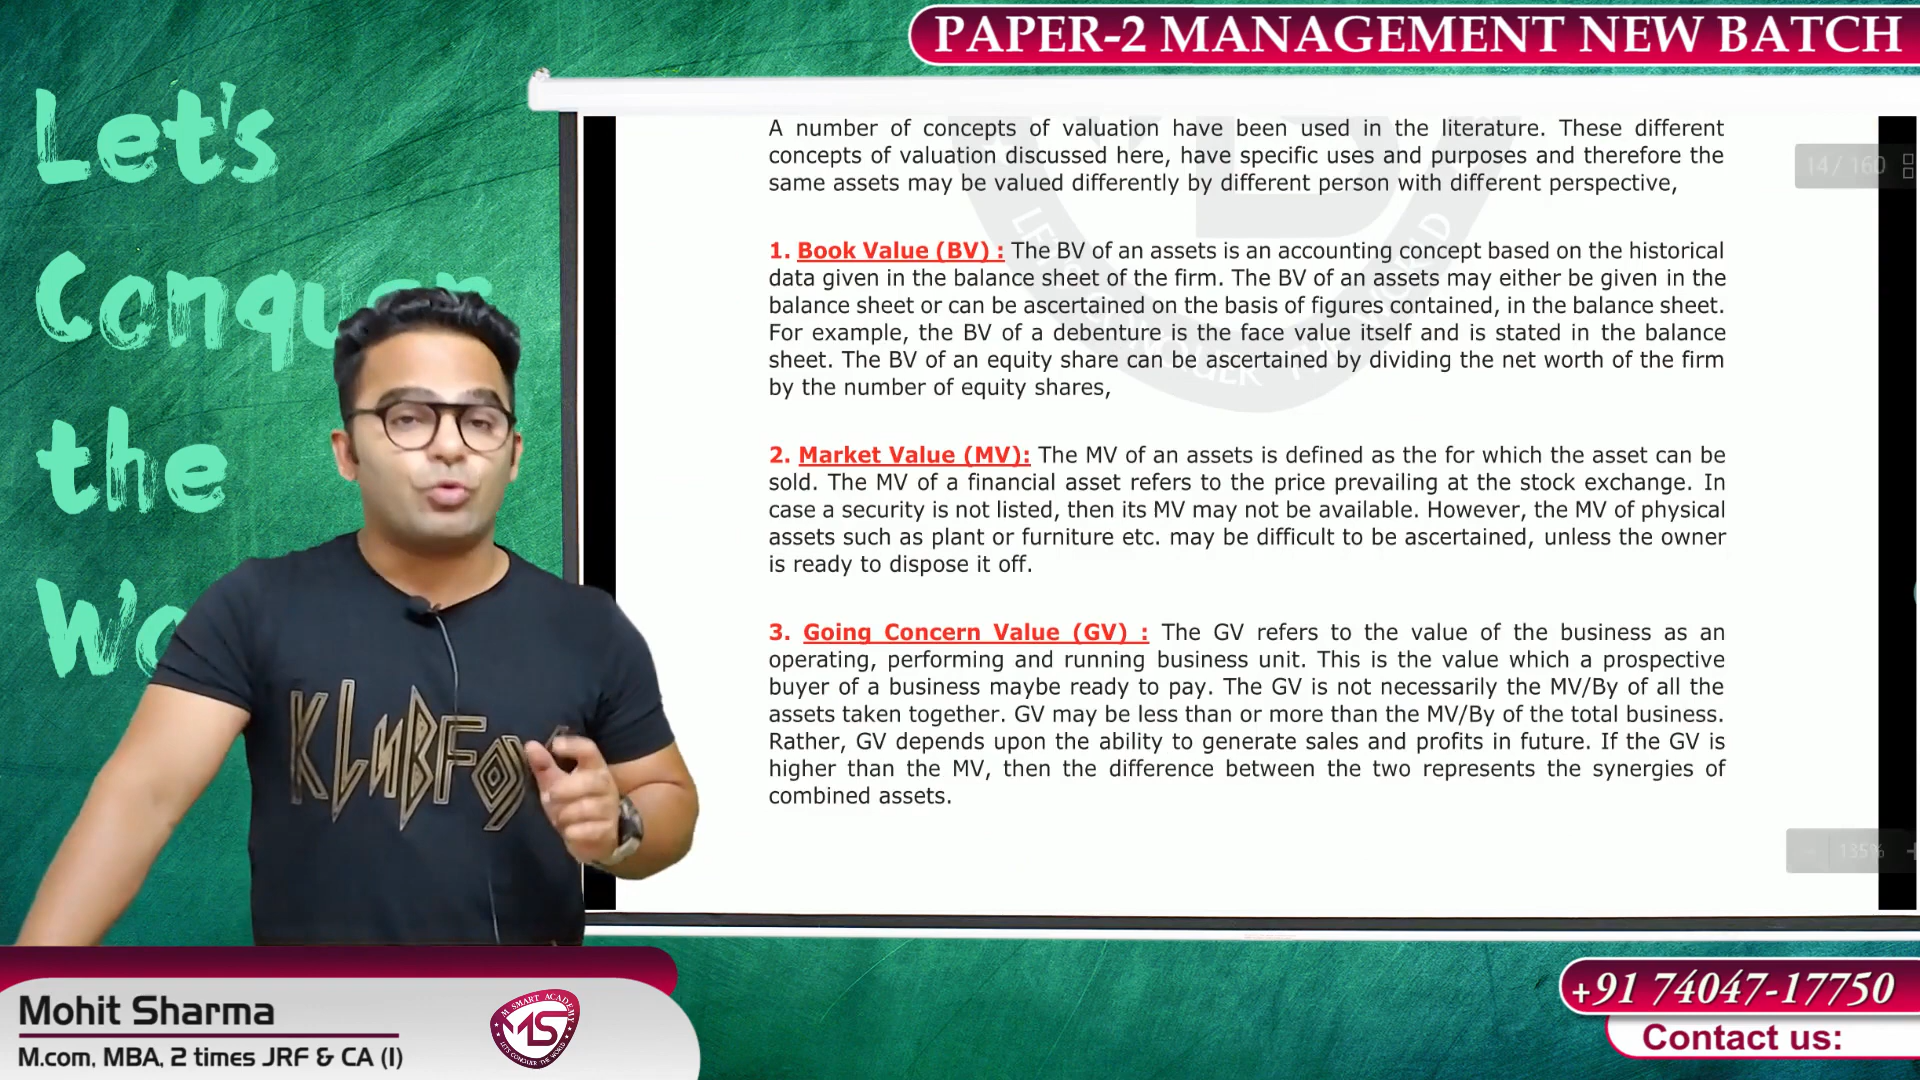 PAPER-2 MANAGEMENT NEW BATCH
Let's
Conquer
the
Wo
A number of concepts of valuation have been used in the literature. These different
concepts of valuation discussed here, have specific uses and purposes and therefore the
same assets may be valued differently by different person with different perspective,
14 / 160
1. Book Value (BV) : The BV of an assets is an accounting concept based on the historical
data given in the balance sheet of the firm. The BV of an assets may either be given in the
balance sheet or can be ascertained on the basis of figures contained, in the balance sheet.
For example, the BV of a debenture is the face value itself and is stated in the balance
sheet. The BV of an equity share can be ascertained by dividing the net worth of the firm
by the number of equity shares,
2. Market Value (MV): The MV of an assets is defined as the for which the asset can be
sold. The MV of a financial asset refers to the price prevailing at the stock exchange. In
case a security is not listed, then its MV may not be available. However, the MV of physical
assets such as plant or furniture etc. may be difficult to be ascertained, unless the owner
is ready to dispose it off.
3. Going Concern Value (GV) : The GV refers to the value of the business as an
operating, performing and running business unit. This is the value which a prospective
buyer of a business maybe ready to pay. The GV is not necessarily the MV/By of all the
assets taken together. GV may be less than or more than the MV/By of the total business.
Rather, GV depends upon the ability to generate sales and profits in future. If the GV is
higher than the MV, then the difference between the two represents the synergies of
combined assets.
135%
KLuBFox
Mohit Sharma
M.com, MBA, 2 times JRF & CA (I)
M SMART ACADEMY
MS
LETS CONQUER THE WORLD
+91 74047-17750
Contact us: